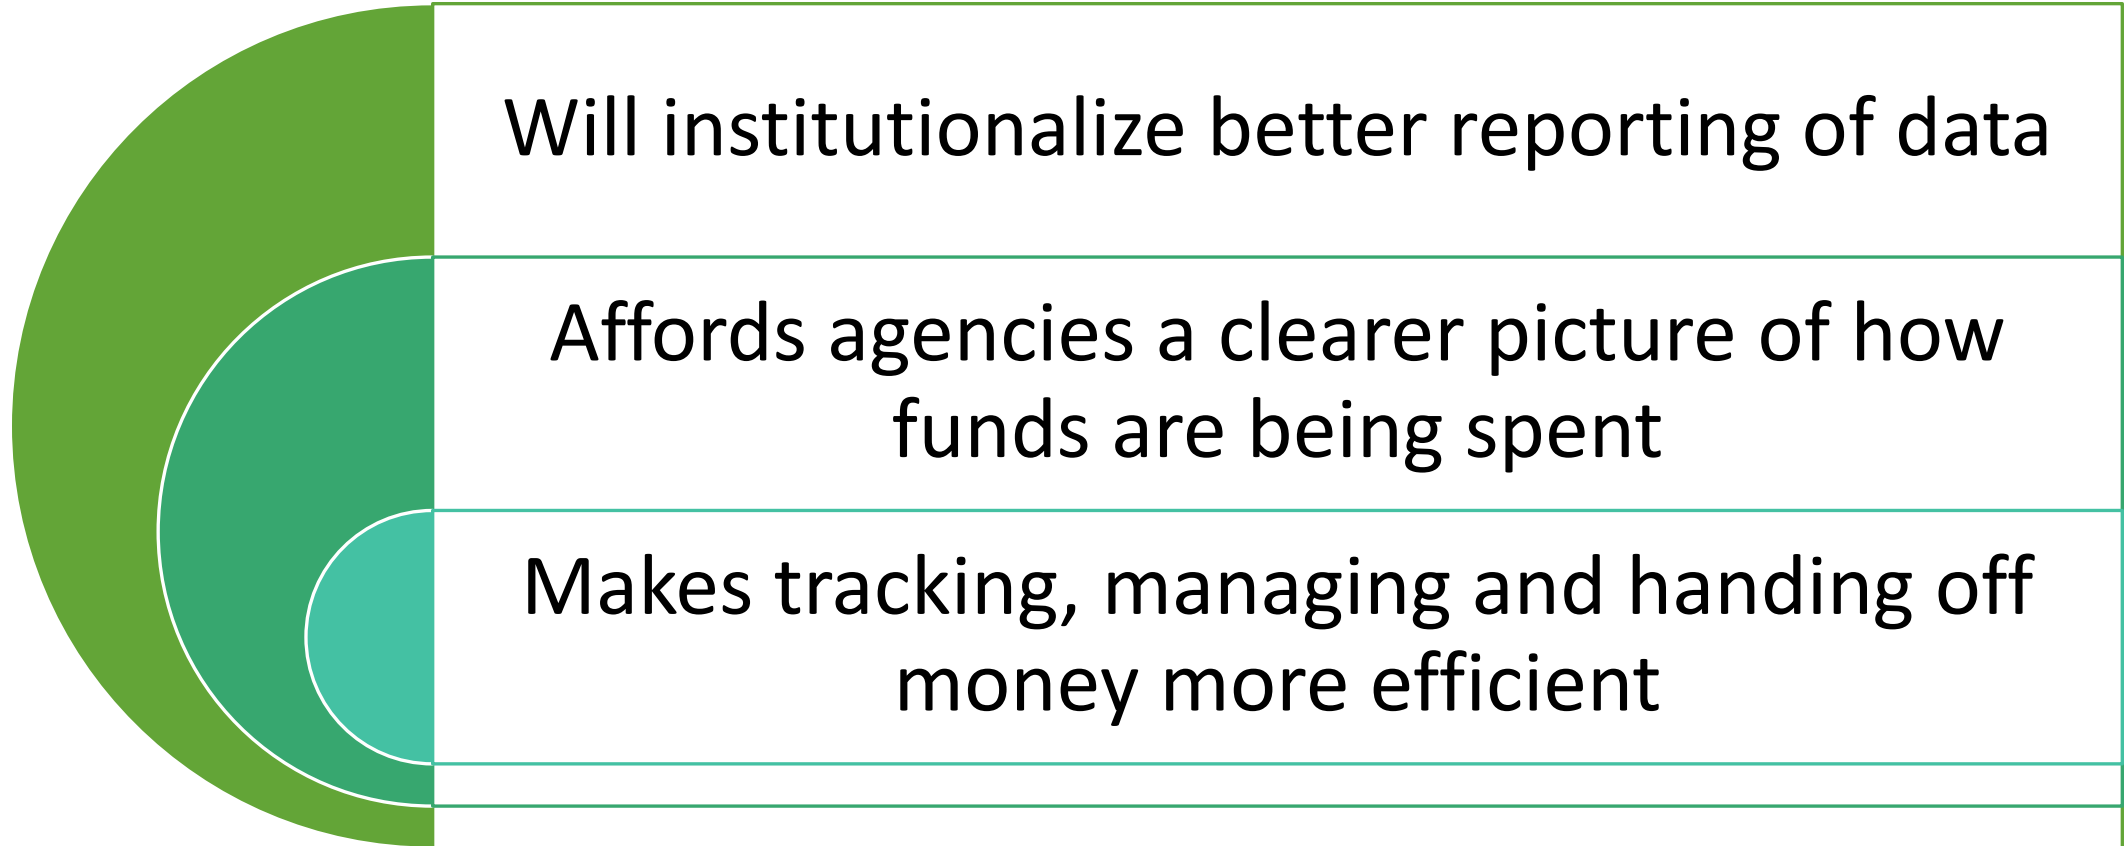 Will institutionalize better reporting of data
Affords agencies a clearer picture of how
funds are being spent
Makes tracking, managing and handing off
money more efficient